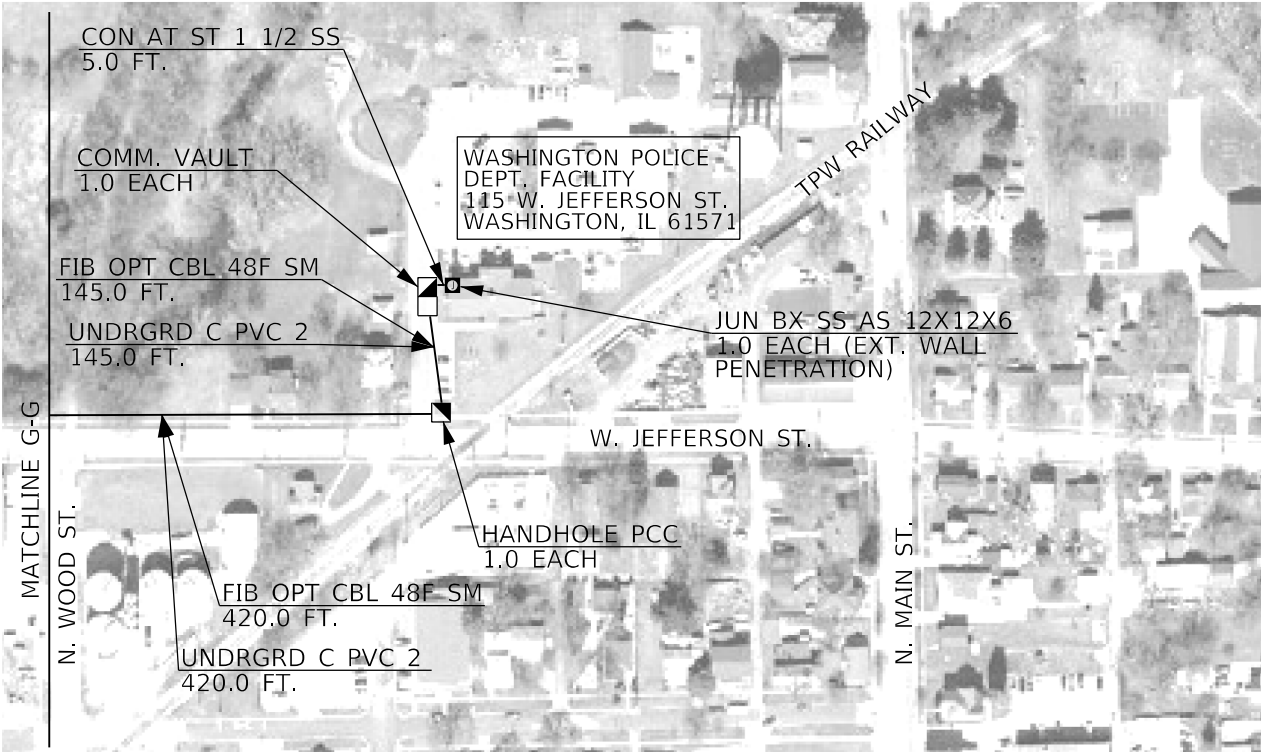 CON AT ST 1 1/2 SS
5.0 FT.
COMM. VAULT
1.0 EACH
WASHINGTON POLICE
DEPT. FACILITY
115 W. JEFFERSON ST.
WASHINGTON, IL 61571
TPW RAILWAY
FIB OPT CBL 48F SM
145.0 FT.
UNDRGRD C PVC 2
145.0 FT.
JUN BX SS AS 12X12X6
1.0 EACH (EXT. WALL
PENETRATION)
W. JEFFERSON ST.
MATCHLINE G-G
N. WOOD ST.
HANDHOLE PCC
1.0 EACH
N. MAIN ST.
FIB OPT CBL 48F SM
420.0 FT.
UNDRGRD C PVC 2
420.0 FT.